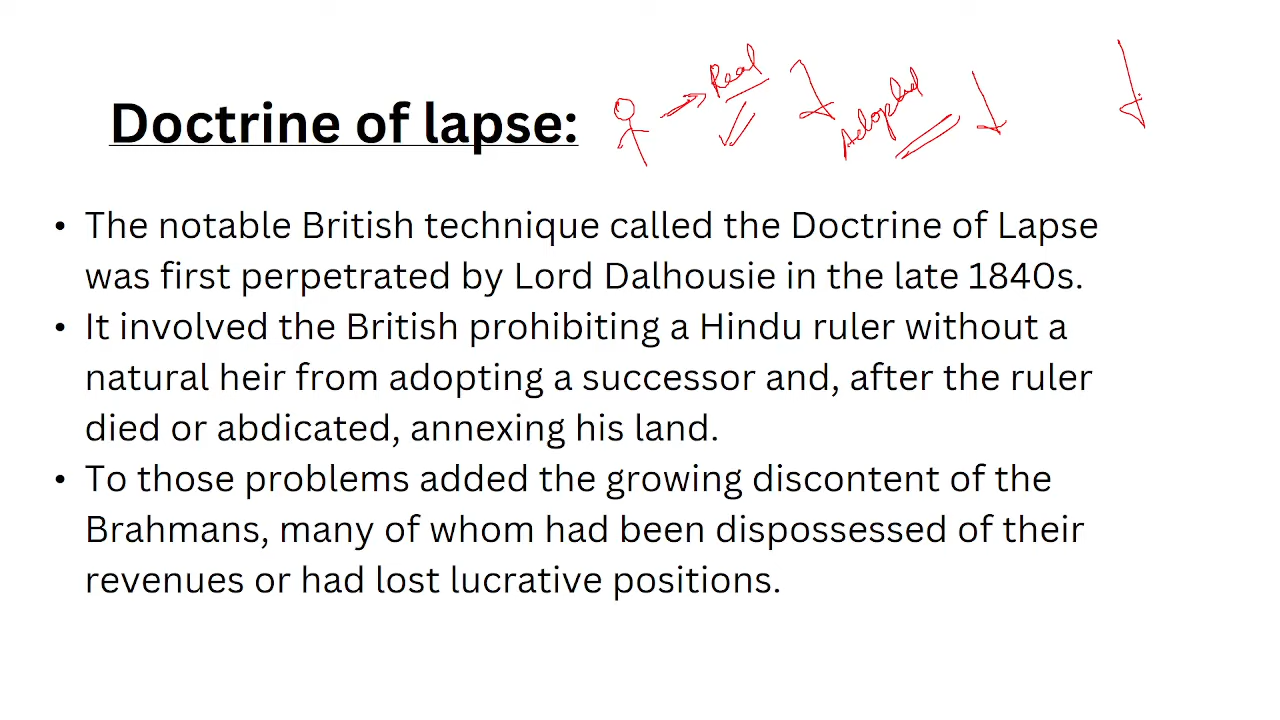 Real
Adopted
Doctrine of lapse:
• The notable British technique called the Doctrine of Lapse
was first perpetrated by Lord Dalhousie in the late 1840s.
• It involved the British prohibiting a Hindu ruler without a
natural heir from adopting a successor and, after the ruler
died or abdicated, annexing his land.
• To those problems added the growing discontent of the
Brahmans, many of whom had been dispossessed of their
revenues or had lost lucrative positions.